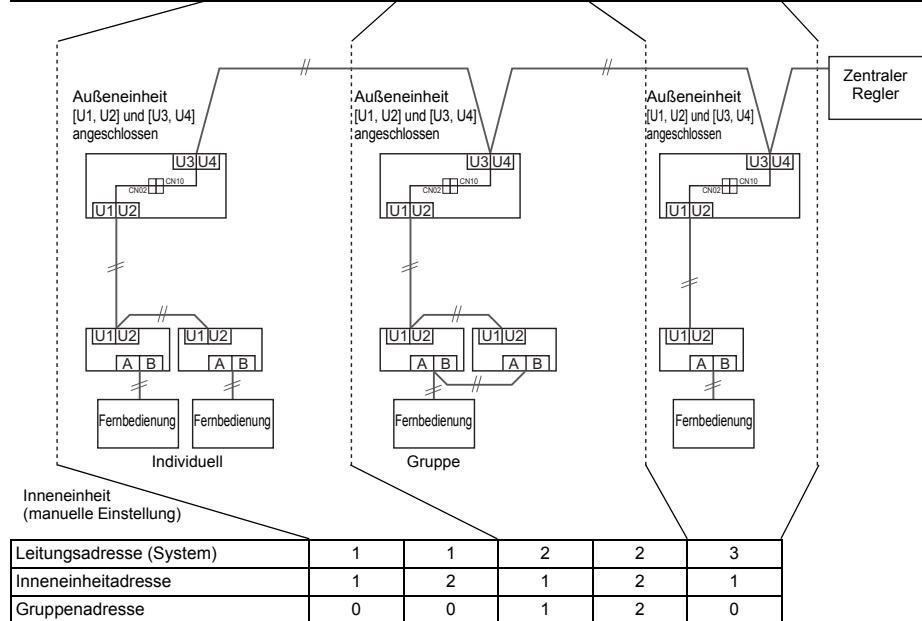 Zentraler
Regler
Außeneinheit
[U1, U2] und [U3, U4]
angeschlossen
Außeneinheit
[U1, U2] und [U3, U4]
angeschlossen
Außeneinheit
[U1, U2] und [U3, U4]
angeschlossen
U3 U4
U3 U4
U3 U4
CN02 CN10
CN02 CN10
CN02 CN10
U1 U2
U1 U2
U1 U2
U1 U2
U1 U2
U1 U2
U1 U2
U1 U2
A B
A B
A B
A B
A B
Fernbedienung
Fernbedienung
Fernbedienung
Fernbedienung
Individuell
Gruppe
Inneneinheit
(manuelle Einstellung)
Leitungsadresse (System) 1 1 2 2 3
Inneneinheitadresse 1 2 1 2 1
Gruppenadresse 0 0 1 2 0